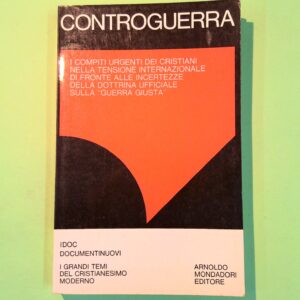 CONTROGUERRA
I COMPITI URGENTI DEI CRISTIANI
NELLA TENSIONE INTERNAZIONALE
DI FRONTE ALLE INCERTEZZE
DELLA DOTTRINA UFFICIALE
SULLA "GUERRA GIUSTA"
IDOC
DOCUMENTINUOVI
I GRANDI TEMI
DEL CRISTIANESIMO
MODERNO
ARNOLDO
MONDADORI
EDITORE